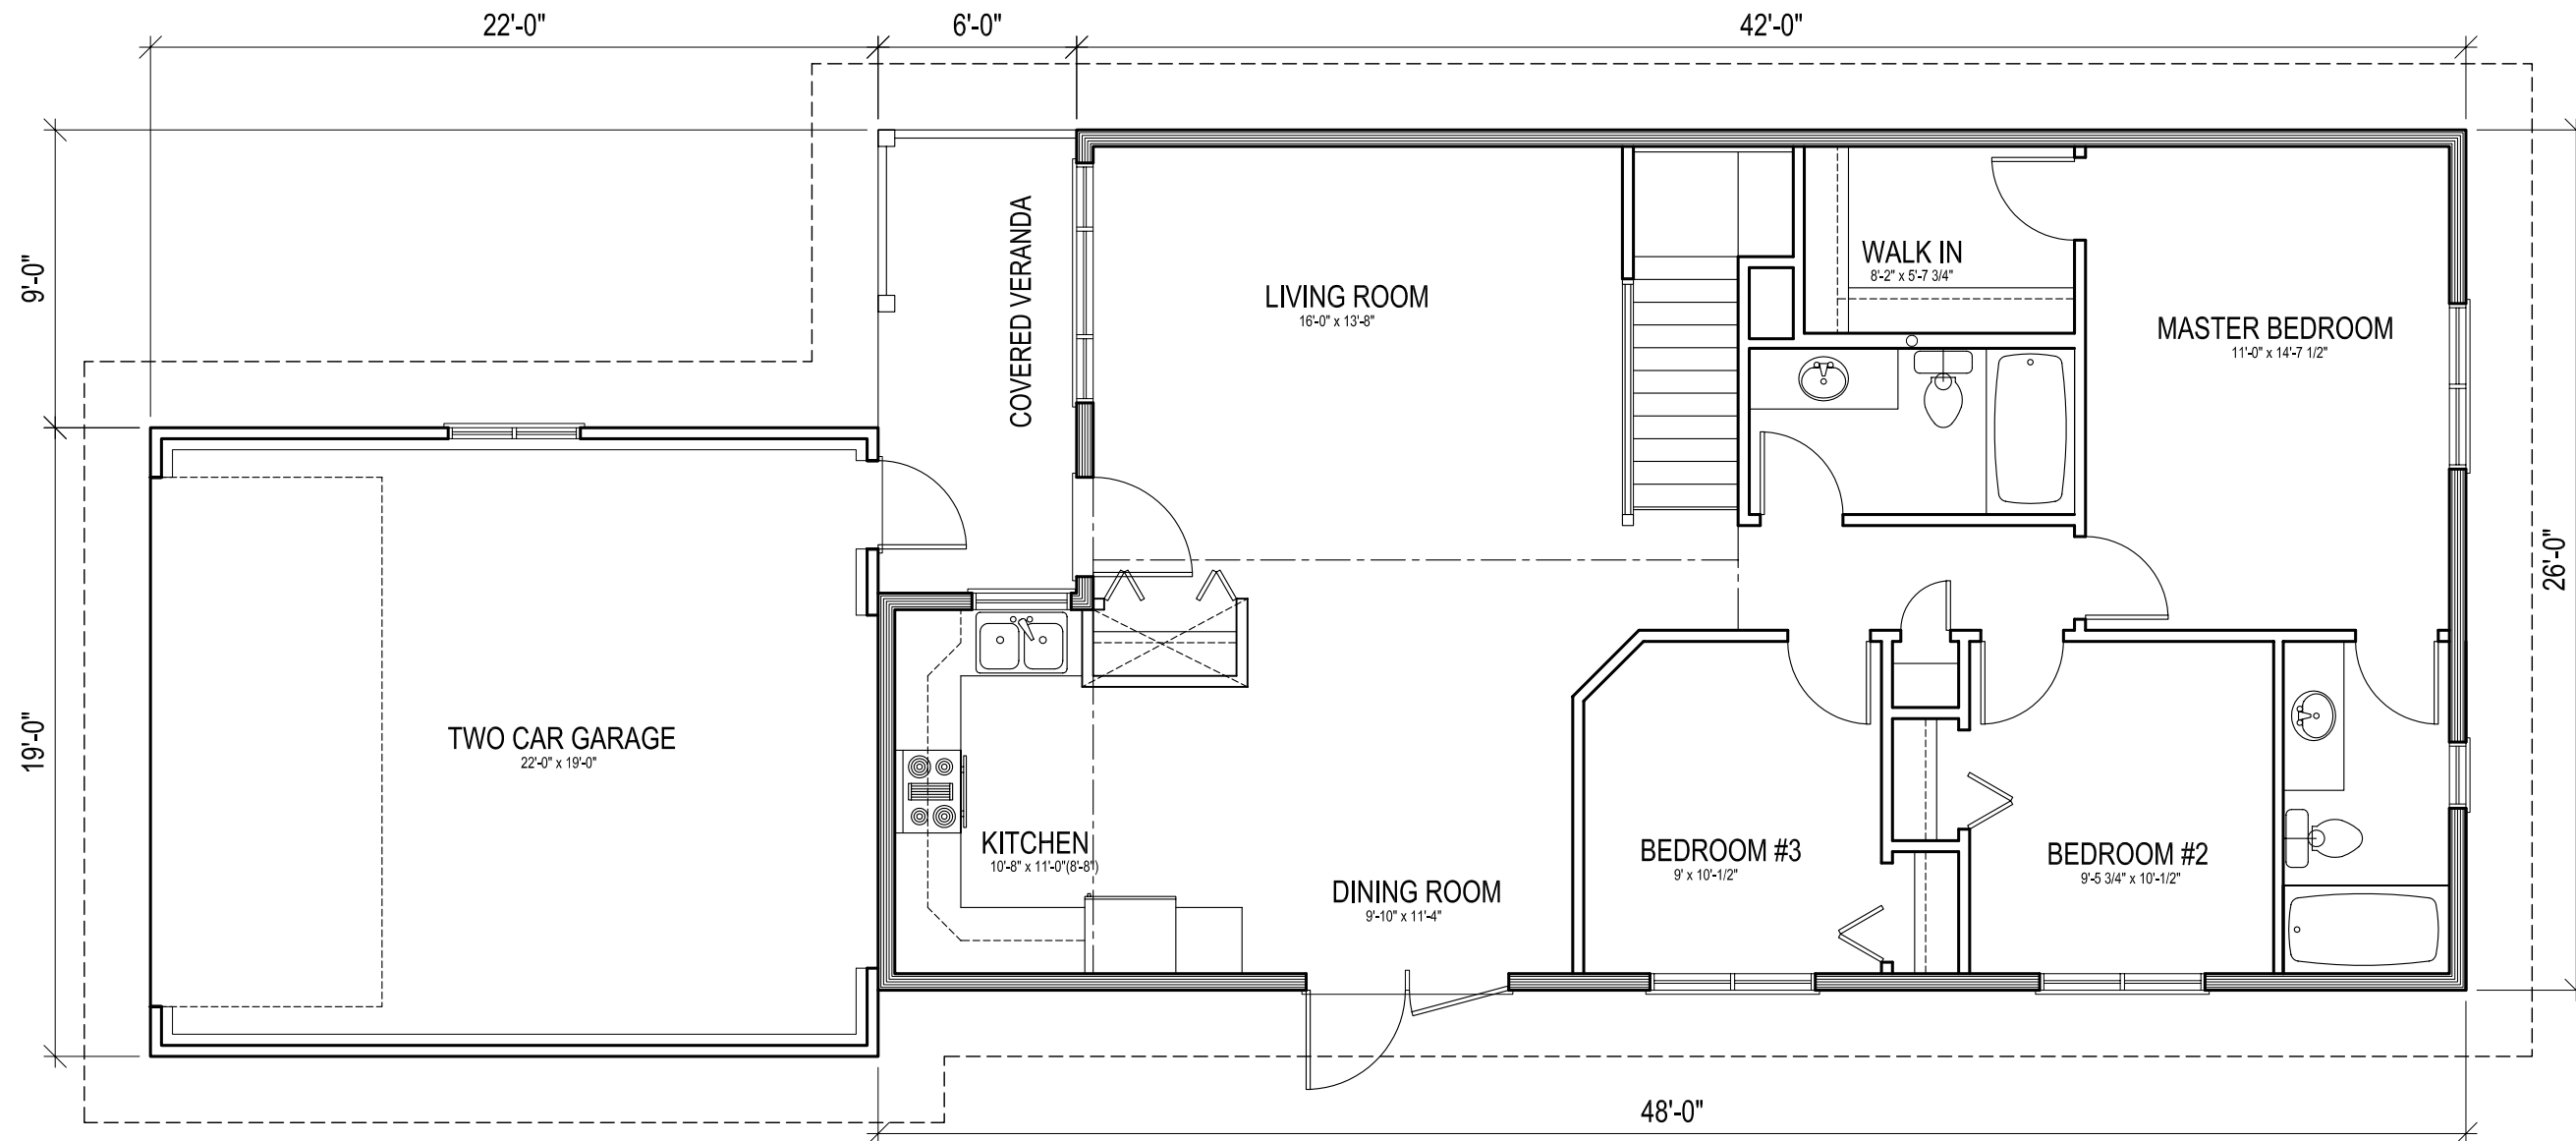 22'-0"
6'-0"
42'-0"
9'-0"
19'-0"
26'-0"
48'-0"
COVERED VERANDA
LIVING ROOM
16'-0" x 13'-8"
WALK IN
8'-2" x 5'-7 3/4"
MASTER BEDROOM
11'-0" x 14'-7 1/2"
TWO CAR GARAGE
22'-0" x 19'-0"
KITCHEN
10'-8" x 11'-0"(8'-8")
DINING ROOM
9'-10" x 11'-4"
BEDROOM #3
9' x 10'-1/2"
BEDROOM #2
9'-5 3/4" x 10'-1/2"